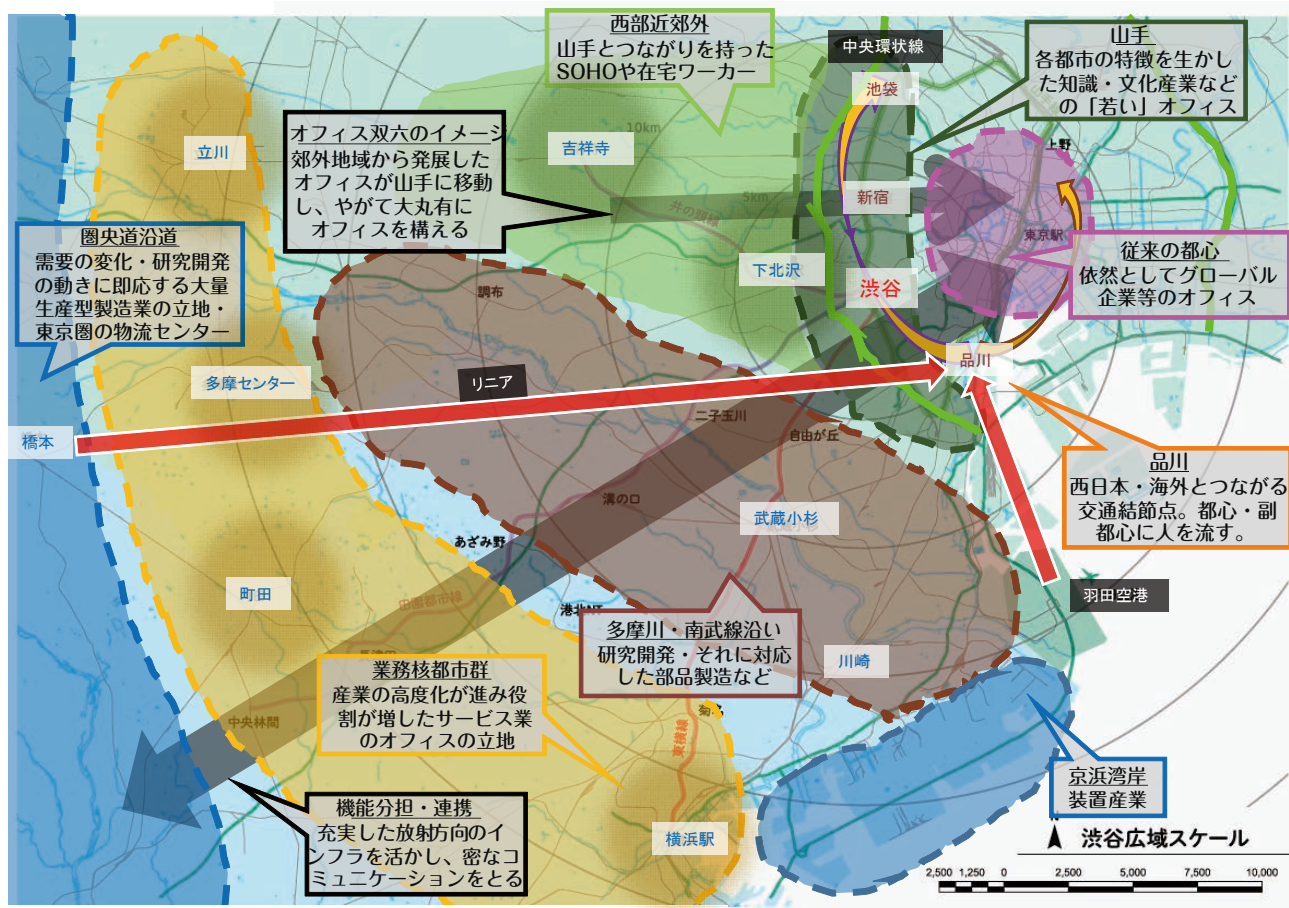 西部近郊外
山手とつながりを持った
SOHOや在宅ワーカー
中央環状線
池袋
山手
各都市の特徴を生かし
た知識・文化産業など
の「若い」オフィス
オフィス双六のイメージ
郊外地域から発展した
オフィスが山手に移動
し、やがて大丸有に
オフィスを構える
10km
吉祥寺
立川
上野
新宿
5km
井の頭線
東京駅
圏央道沿道
需要の変化・研究開発
の動きに即応する大量
生産型製造業の立地・
東京圏の物流センター
従来の都心
依然としてグローバル
企業等のオフィス
下北沢
渋谷
調布
品川
リニア
多摩センター
二子玉川
自由が丘
橋本
品川
西日本・海外とつながる
交通結節点。都心・副
都心に人を流す。
溝の口
武蔵小杉
あざみ野
町田
田園都市線
港北NT
羽田空港
多摩川・南武線沿い
研究開発・それに対応
した部品製造など
川崎
業務核都市群
産業の高度化が進み役
割が増したサービス業
のオフィスの立地
中央林間
菊名
東横線
京浜湾岸
装置産業
機能分担・連携
充実した放射方向のイ
ンフラを活かし、密なコ
ミュニケーションをとる
横浜駅
N
渋谷広域スケール
2,500 1,250 0 2,500 5,000 7,500 10,000